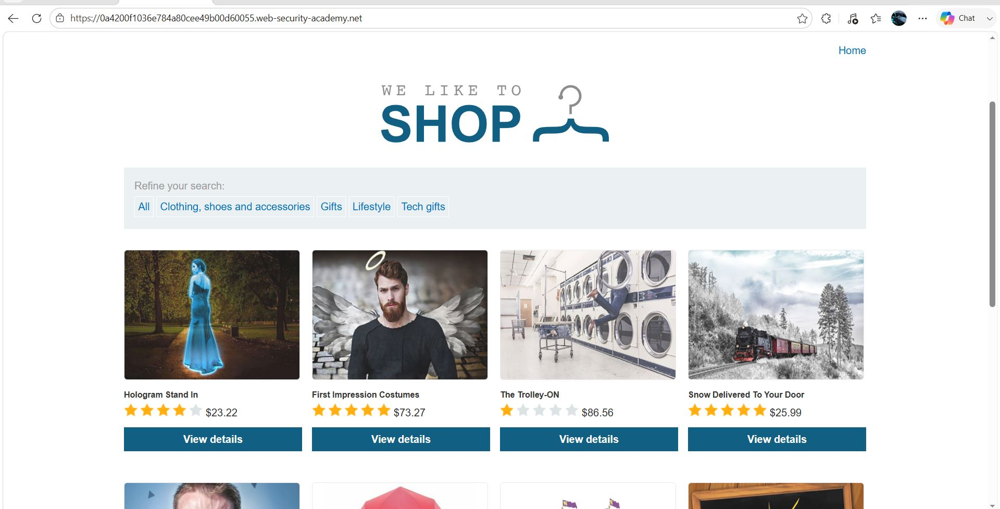 https://0a4200f1036e784a80cee49b00d60055.web-security-academy.net
Chat
Home
WE LIKE TO
SHOP
Refine your search:
All Clothing, shoes and accessories Gifts Lifestyle Tech gifts
Hologram Stand In First Impression Costumes The Trolley-ON Snow Delivered To Your Door
$23.22 $73.27 $86.56 $25.99
View details View details View details View details